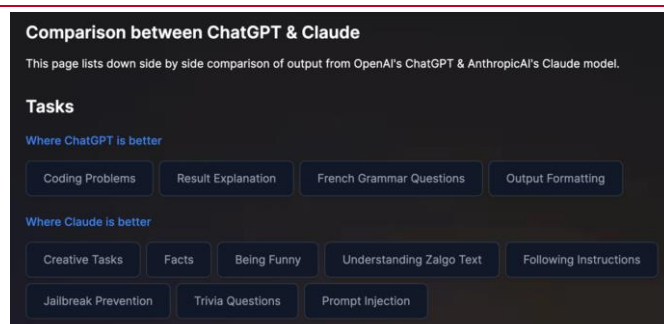 Comparison between ChatGPT & Claude
This page lists down side by side comparison of output from OpenAI's ChatGPT & AnthropicAI's Claude model.
Tasks
Where ChatGPT is better
Coding Problems Result Explanation French Grammar Questions Output Formatting
Where Claude is better
Creative Tasks Facts Being Funny Understanding Zalgo Text Following Instructions
Jailbreak Prevention Trivia Questions Prompt Injection